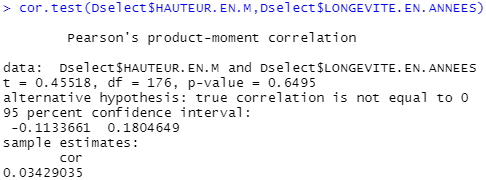 > cor.test(Dselect$HAUTEUR.EN.M,Dselect$LONGEVITE.EN.ANNEES)
Pearson's product-moment correlation
data:  Dselect$HAUTEUR.EN.M and Dselect$LONGEVITE.EN.ANNEES
t = 0.45518, df = 176, p-value = 0.6495
alternative hypothesis: true correlation is not equal to 0
95 percent confidence interval:
-0.1133661  0.1804649
sample estimates:
cor
0.03429035